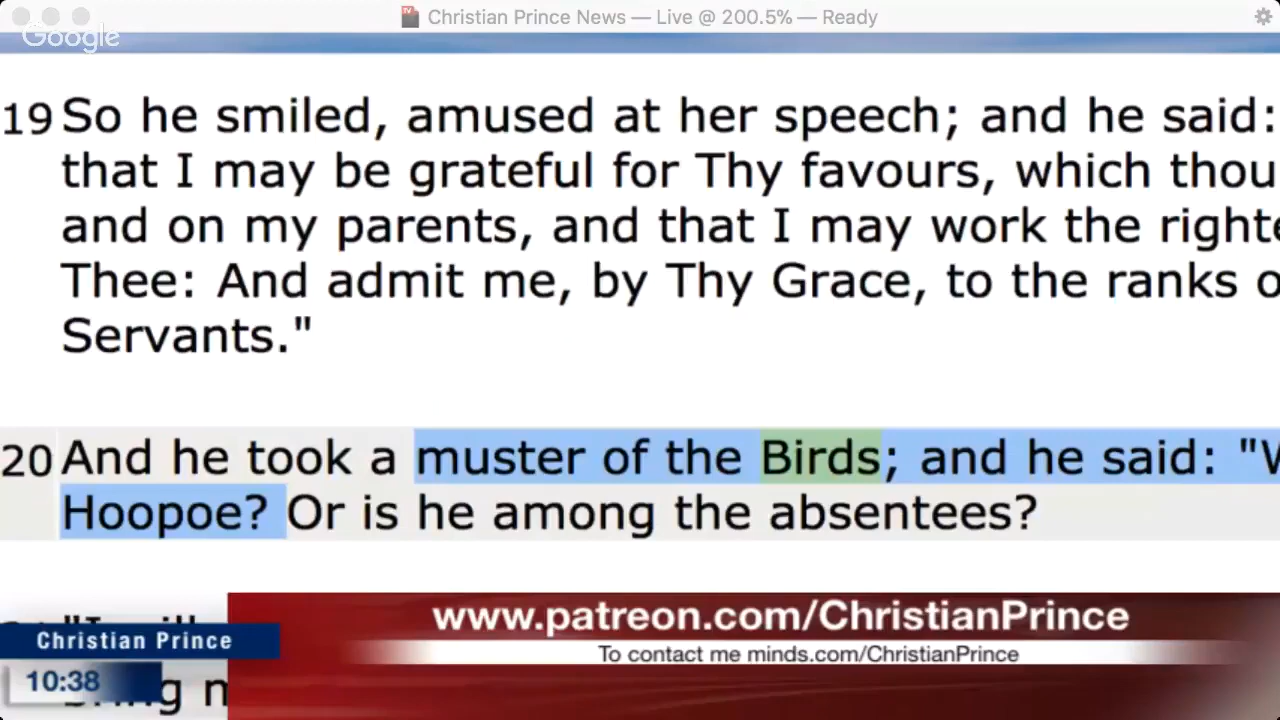 Christian Prince News — Live @ 200.5% — Ready
Google
19 So he smiled, amused at her speech; and he said:
that I may be grateful for Thy favours, which thou
and on my parents, and that I may work the righte
Thee: And admit me, by Thy Grace, to the ranks o
Servants."
20 And he took a muster of the Birds; and he said: "W
Hoopoe? Or is he among the absentees?
www.patreon.com/ChristianPrince
Christian Prince
To contact me minds.com/ChristianPrince
10:38